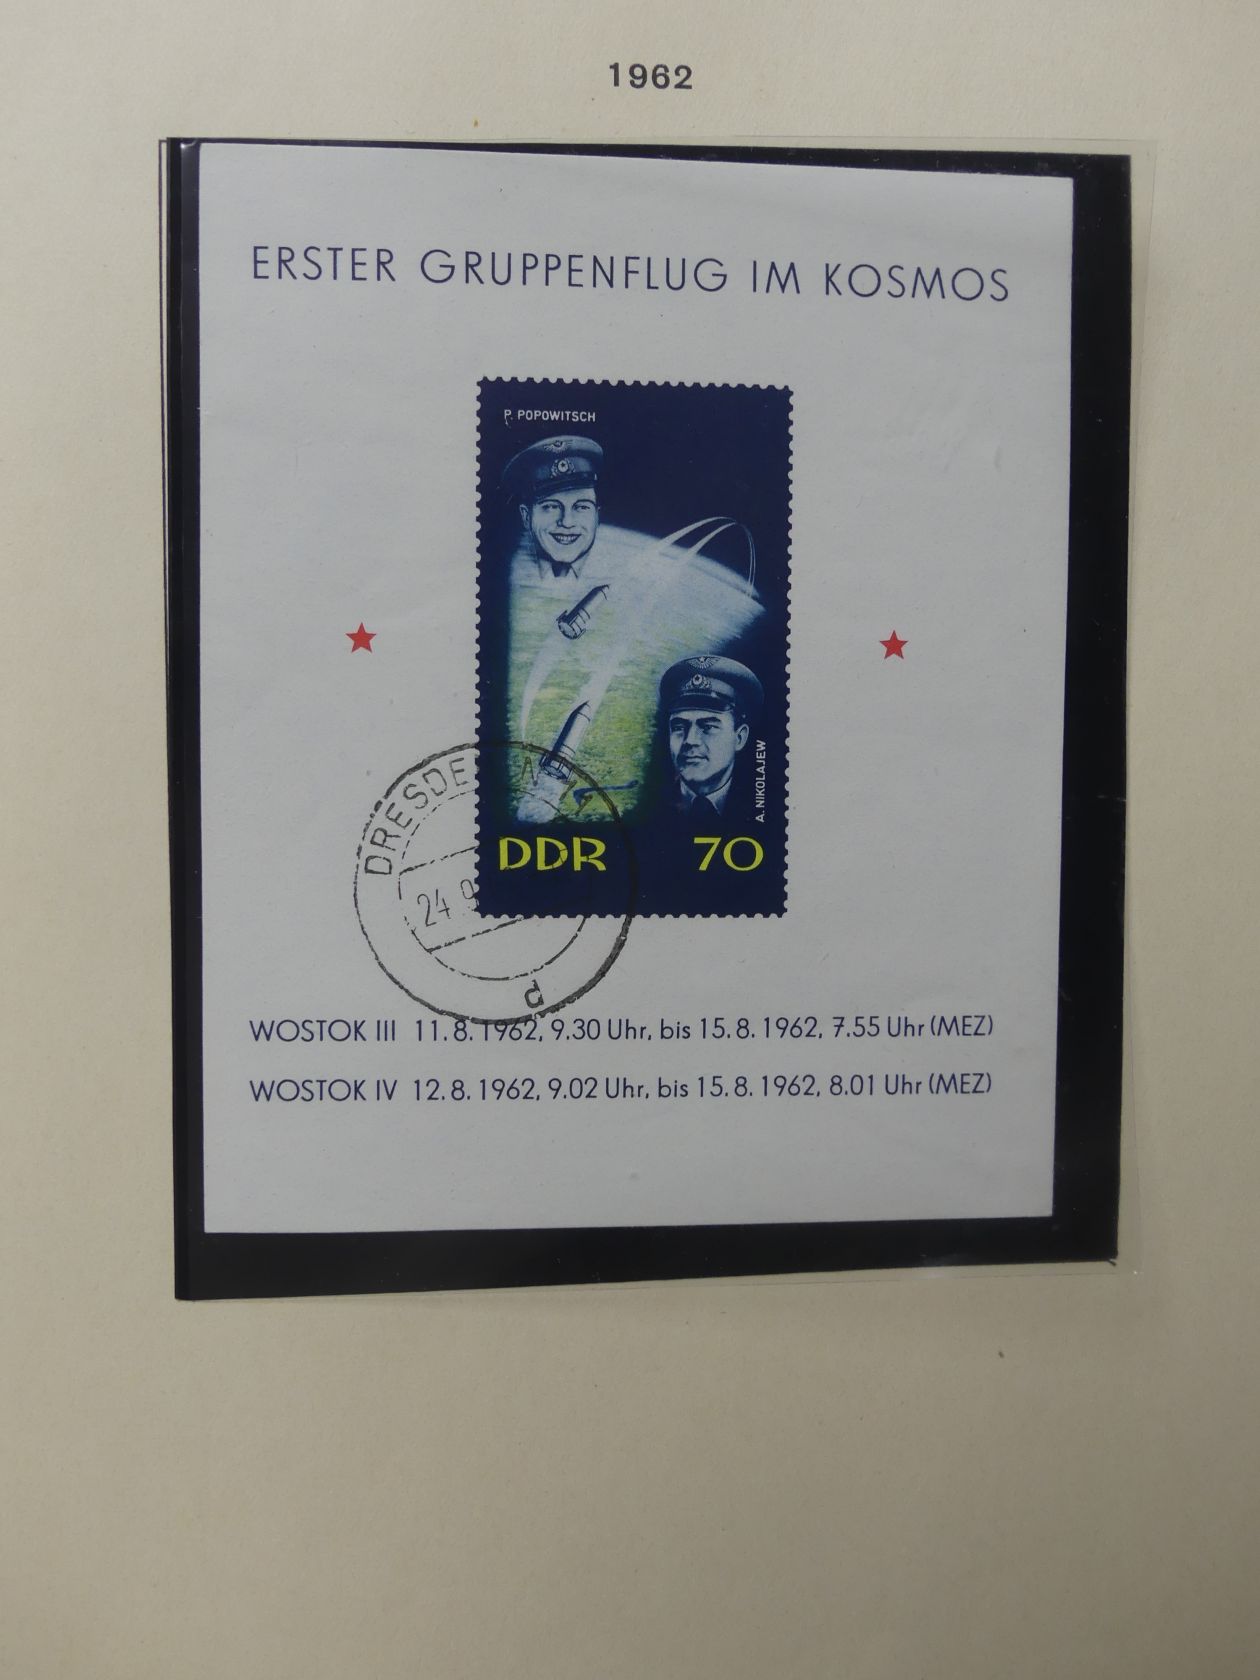 1962
ERSTER GRUPPENFLUG IM KOSMOS
P. POPOWITSCH
A. NIKOLAJEW
DDR 70
DRESDEN N 11
24 9
d
WOSTOK III 11.8.1962, 9.30 Uhr, bis 15.8.1962, 7.55 Uhr (MEZ)
WOSTOK IV 12.8.1962, 9.02 Uhr, bis 15.8.1962, 8.01 Uhr (MEZ)